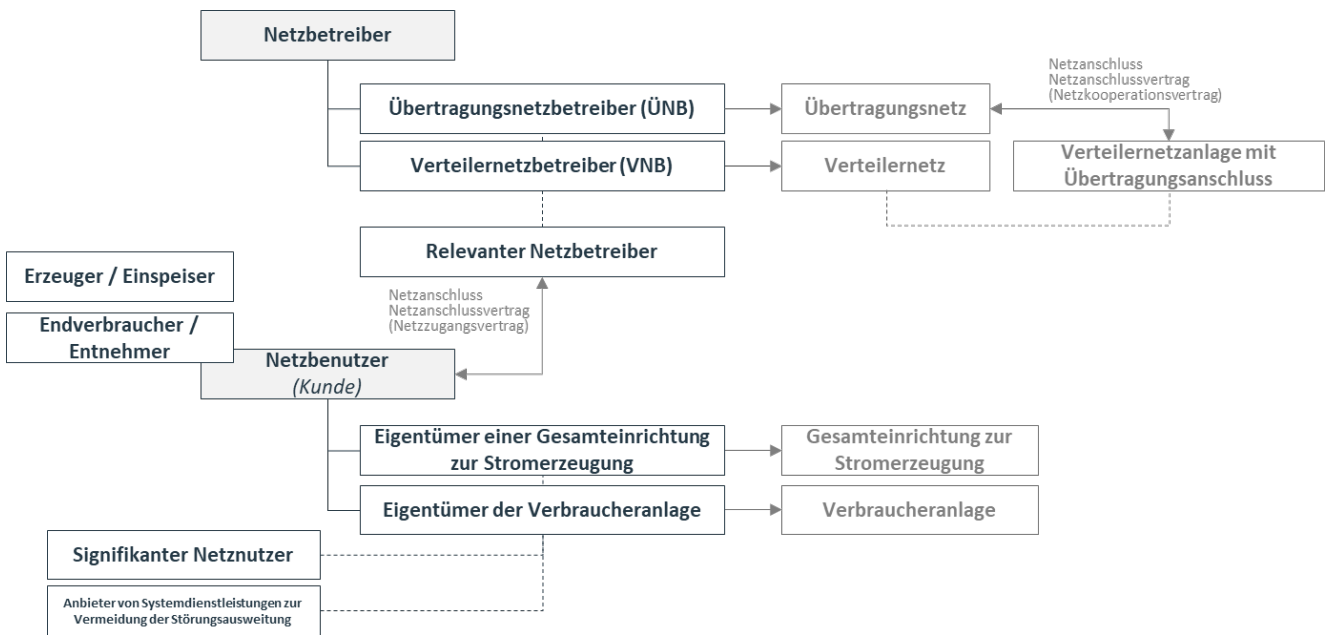 Netzbetreiber
Netzanschluss
Netzanschlussvertrag
(Netzkooperationsvertrag)
Übertragungsnetzbetreiber (ÜNB)
Übertragungsnetz
Verteilernetzbetreiber (VNB)
Verteilernetz
Verteilernetzanlage mit
Übertragungsanschluss
Relevanter Netzbetreiber
Erzeuger / Einspeiser
Netzanschluss
Netzanschlussvertrag
(Netzzugangsvertrag)
Endverbraucher /
Entnehmer
Netzbenutzer
(Kunde)
Eigentümer einer Gesamteinrichtung
zur Stromerzeugung
Gesamteinrichtung zur
Stromerzeugung
Eigentümer der Verbraucheranlage
Verbraucheranlage
Signifikanter Netznutzer
Anbieter von Systemdienstleistungen zur
Vermeidung der Störungsausweitung